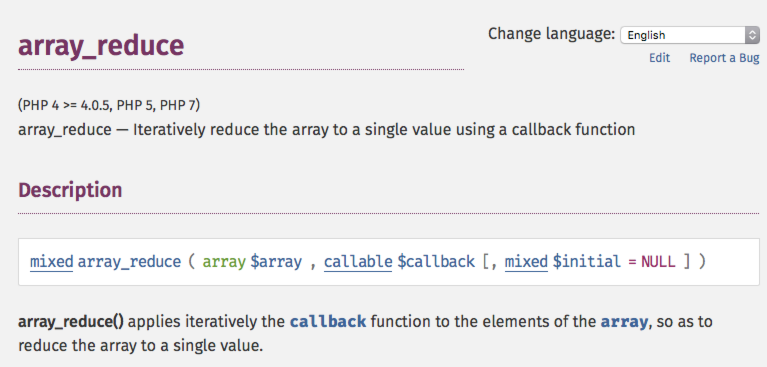 array_reduce
Change language: English
Edit Report a Bug
(PHP 4 >= 4.0.5, PHP 5, PHP 7)
array_reduce — Iteratively reduce the array to a single value using a callback function
Description
mixed array_reduce ( array $array , callable $callback [, mixed $initial = NULL ] )
array_reduce() applies iteratively the callback function to the elements of the array, so as to
reduce the array to a single value.